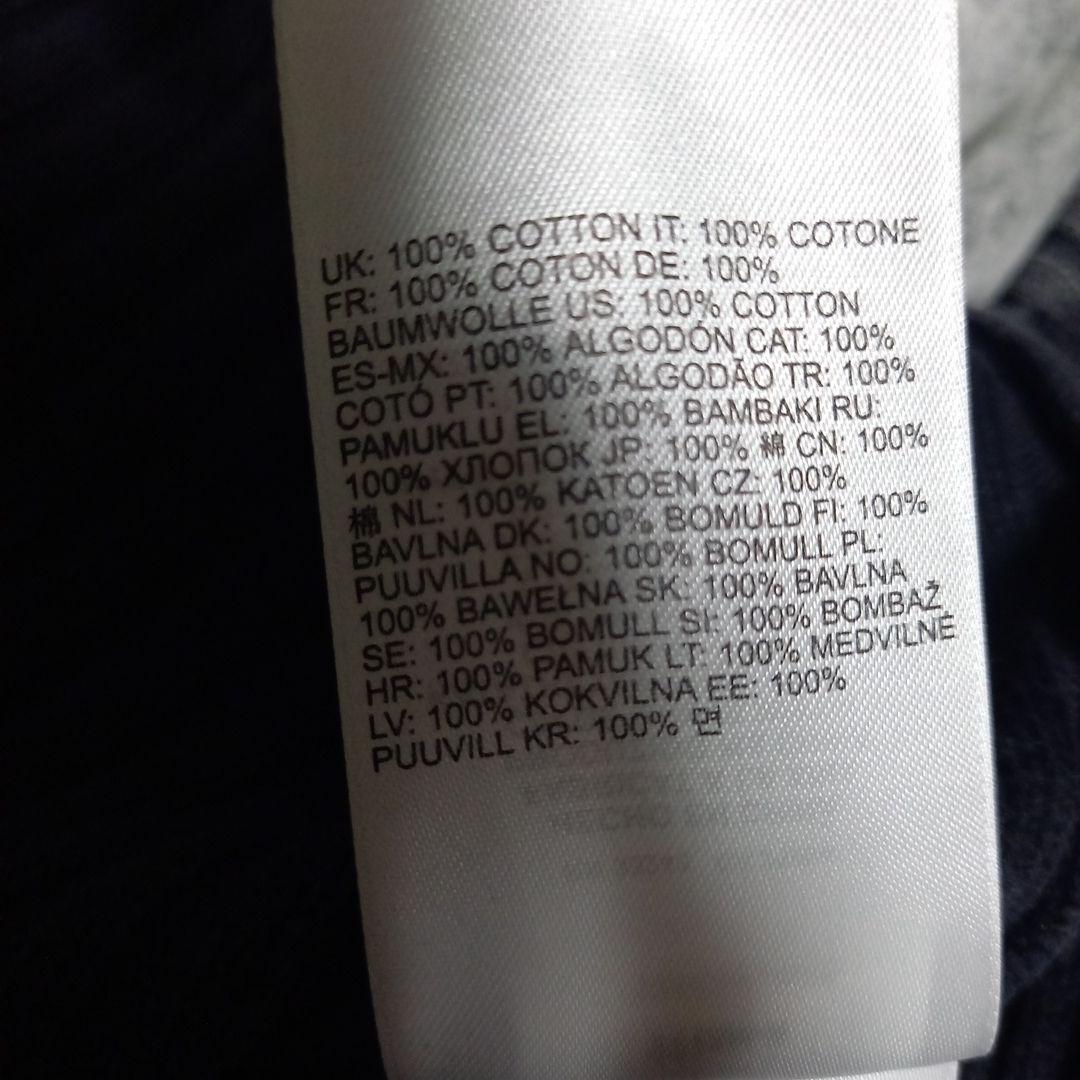 UK: 100% COTTON IT: 100% COTONE
FR: 100% COTON DE: 100%
BAUMWOLLE US: 100% COTTON
ES-MX: 100% ALGODÓN CAT: 100%
COTÓ PT: 100% ALGODÃO TR: 100%
PAMUKLU EL: 100% BAMBAKI RU:
100% ХЛОПОК JP: 100% 綿 CN: 100%
棉 NL: 100% KATOEN CZ: 100%
BAVLNA DK: 100% BOMULD FI: 100%
PUUVILLA NO: 100% BOMULL PL:
100% BAWEŁNA SK: 100% BAVLNA
SE: 100% BOMULL SI: 100% BOMBAŽ
HR: 100% PAMUK LT: 100% MEDVILNĖ
LV: 100% KOKVILNA EE: 100%
PUUVILL KR: 100% 면